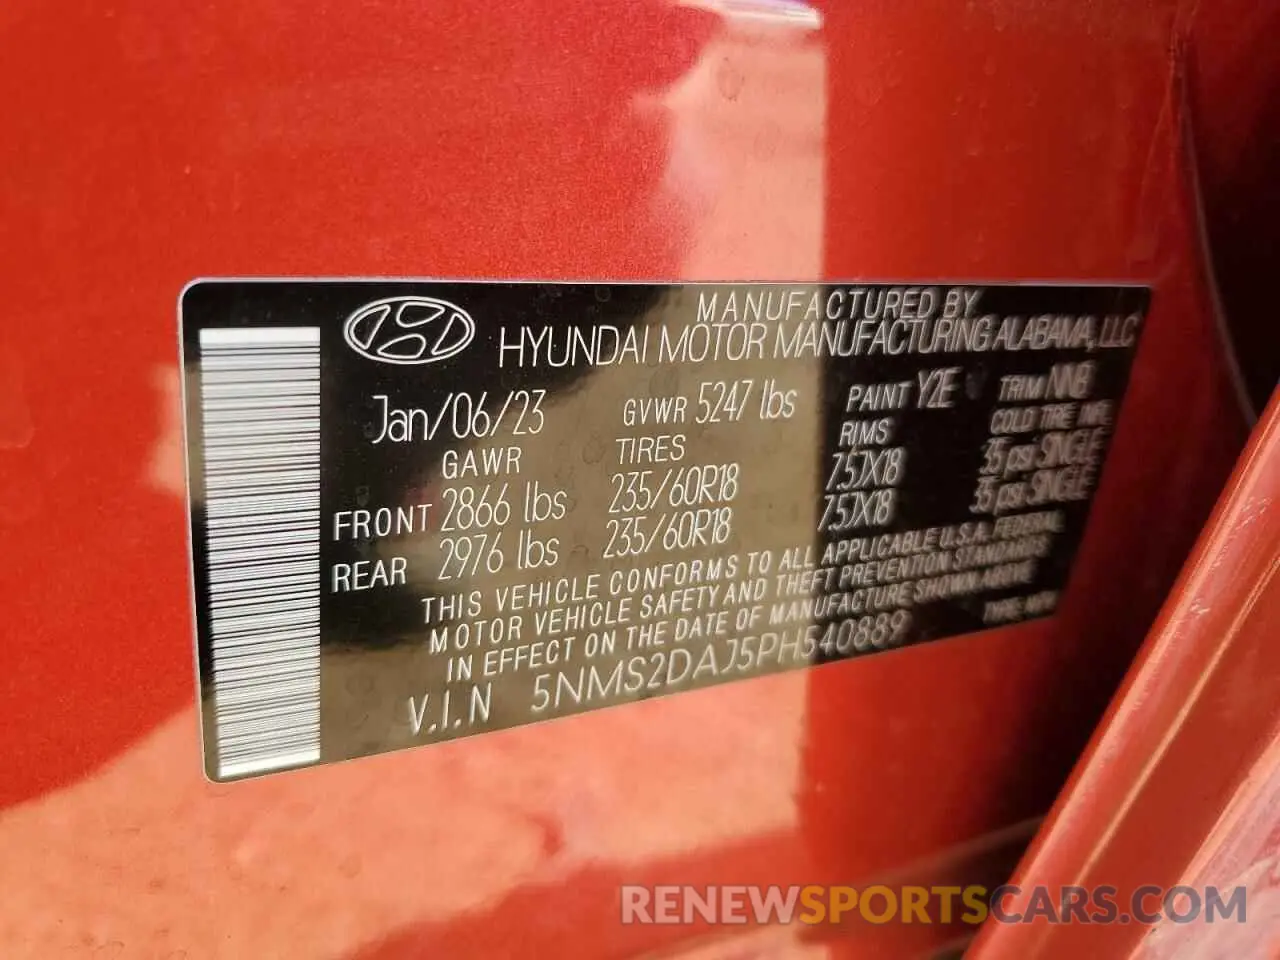 MANUFACTURED BY
HYUNDAI MOTOR MANUFACTURING ALABAMA, LLC
Jan/06/23 GVWR 5247 lbs PAINT Y2E TRIM NNB
GAWR TIRES RIMS COLD TIRE
FRONT 2866 lbs 235/60R18 7.5JX18 35 psi SINGLE
REAR 2976 lbs 235/60R18 7.5JX18 35 psi SINGLE
THIS VEHICLE CONFORMS TO ALL APPLICABLE U.S.A. FEDERAL
MOTOR VEHICLE SAFETY AND THEFT PREVENTION STANDARDS
IN EFFECT ON THE DATE OF MANUFACTURE SHOWN ABOVE
V.I.N 5NMS2DAJ5PH540889 TYPE:
RENEWSPORTSCARS.COM